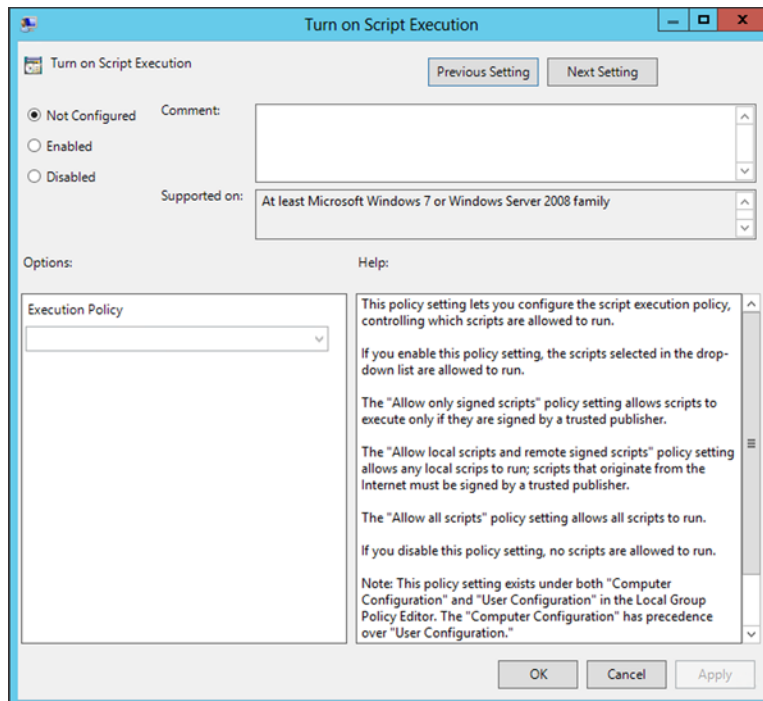 Turn on Script Execution
Turn on Script Execution
Previous Setting
Next Setting
Not Configured
Comment:
Enabled
Disabled
Supported on:
At least Microsoft Windows 7 or Windows Server 2008 family
Options:
Help:
Execution Policy
This policy setting lets you configure the script execution policy,
controlling which scripts are allowed to run.
If you enable this policy setting, the scripts selected in the drop-
down list are allowed to run.
The "Allow only signed scripts" policy setting allows scripts to
execute only if they are signed by a trusted publisher.
The "Allow local scripts and remote signed scripts" policy setting
allows any local scrips to run; scripts that originate from the
Internet must be signed by a trusted publisher.
The "Allow all scripts" policy setting allows all scripts to run.
If you disable this policy setting, no scripts are allowed to run.
Note: This policy setting exists under both "Computer
Configuration" and "User Configuration" in the Local Group
Policy Editor. The "Computer Configuration" has precedence
over "User Configuration."
OK
Cancel
Apply